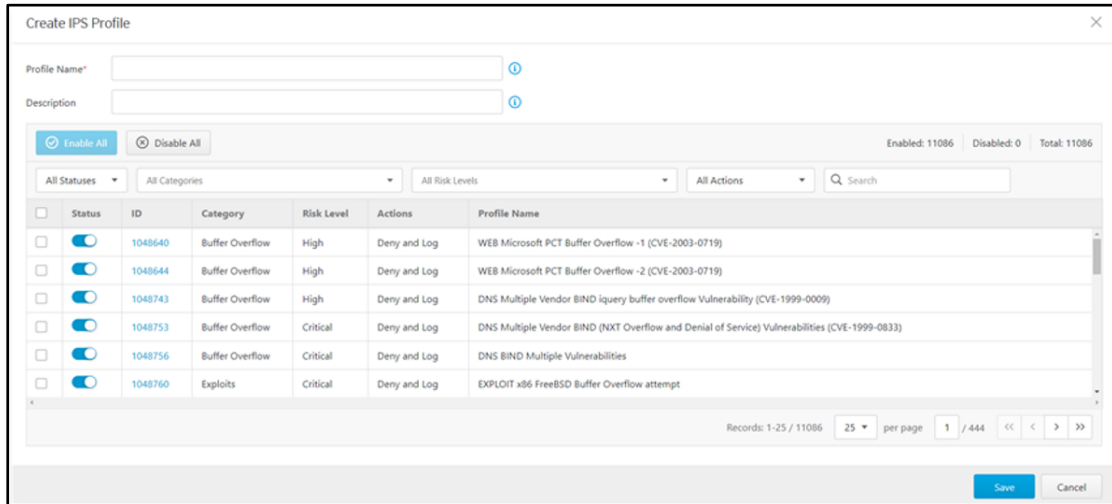 Create IPS Profile
Profile Name*
Description
Enable All Disable All Enabled: 11086 Disabled: 0 Total: 11086
All Statuses All Categories All Risk Levels All Actions Search
Status ID Category Risk Level Actions Profile Name
1048640 Buffer Overflow High Deny and Log WEB Microsoft PCT Buffer Overflow -1 (CVE-2003-0719)
1048644 Buffer Overflow High Deny and Log WEB Microsoft PCT Buffer Overflow -2 (CVE-2003-0719)
1048743 Buffer Overflow High Deny and Log DNS Multiple Vendor BIND iquery buffer overflow Vulnerability (CVE-1999-0009)
1048753 Buffer Overflow Critical Deny and Log DNS Multiple Vendor BIND (NXT Overflow and Denial of Service) Vulnerabilities (CVE-1999-0833)
1048756 Buffer Overflow Critical Deny and Log DNS BIND Multiple Vulnerabilities
1048760 Exploits Critical Deny and Log EXPLOIT x86 FreeBSD Buffer Overflow attempt
Records: 1-25 / 11086 25 per page 1 / 444 << < > >>
Save Cancel